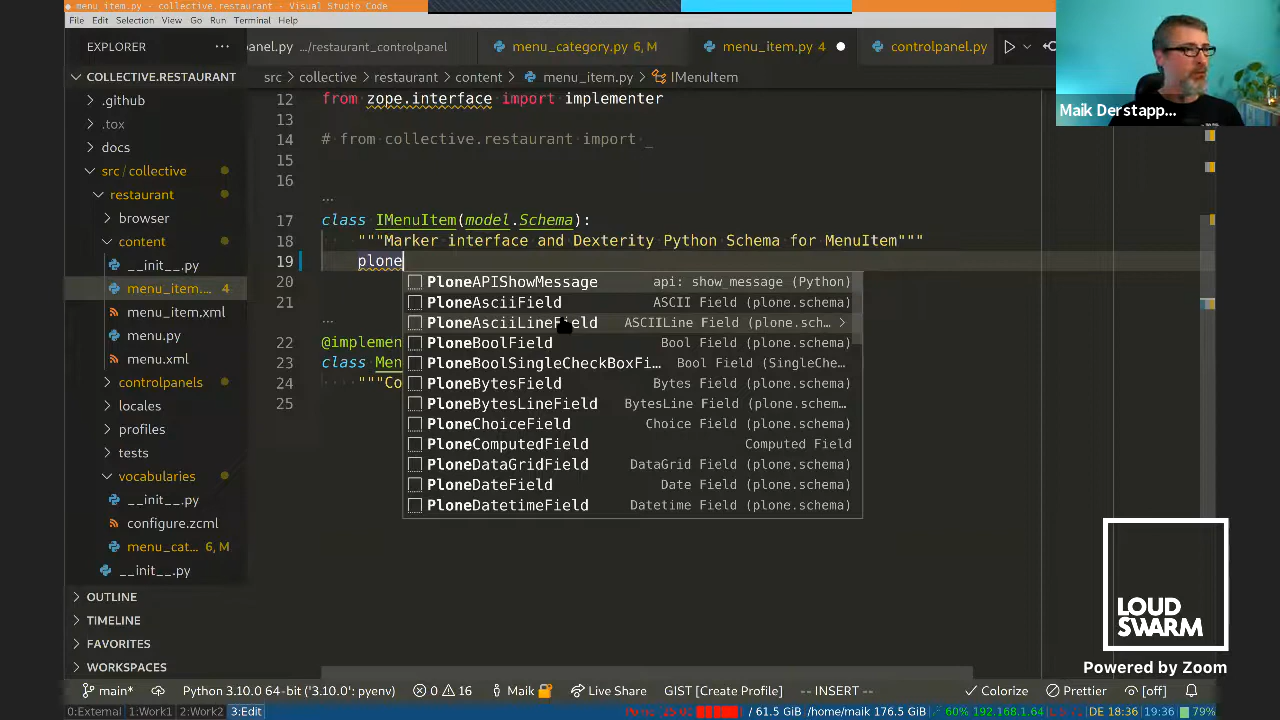 menu_item.py - collective.restaurant - Visual Studio Code
File Edit Selection View Go Run Terminal Help
EXPLORER
panel.py .../restaurant_controlpanel
menu_category.py 6, M
menu_item.py 4
controlpanel.py
COLLECTIVE.RESTAURANT
src › collective › restaurant › content › menu_item.py › IMenuItem
.github
.tox
docs
src / collective
restaurant
browser
content
__init__.py
menu_item.... 4
menu_item.xml
menu.py
menu.xml
controlpanels
locales
profiles
tests
vocabularies
__init__.py
configure.zcml
menu_cat... 6, M
__init__.py
OUTLINE
TIMELINE
FAVORITES
WORKSPACES
12 from zope.interface import implementer
13
14 # from collective.restaurant import _
15
16
...
17 class IMenuItem(model.Schema):
18 """Marker interface and Dexterity Python Schema for MenuItem"""
19 plone
20
21
...
22 @implemen
23 class Men
24 """Co
25
PloneAPIShowMessage api: show_message (Python)
PloneAsciiField ASCII Field (plone.schema)
PloneAsciiLineField ASCIILine Field (plone.sch...
PloneBoolField Bool Field (plone.schema)
PloneBoolSingleCheckBoxFi... Bool Field (SingleChe...
PloneBytesField Bytes Field (plone.schema)
PloneBytesLineField BytesLine Field (plone.schem...
PloneChoiceField Choice Field (plone.schema)
PloneComputedField Computed Field
PloneDataGridField DataGrid Field (plone.schema)
PloneDateField Date Field (plone.schema)
PloneDatetimeField Datetime Field (plone.schema)
Maik Derstapp...
LOUD
SWARM
Powered by Zoom
main* Python 3.10.0 64-bit ('3.10.0': pyenv) 0 16 Maik Live Share GIST [Create Profile] -- INSERT -- Colorize Prettier [off]
0:External 1:Work1 2:Work2 3:Edit
/ 61.5 GiB /home/maik 176.5 GiB 60% 192.168.1.64 DE 18:36 19:36 79%